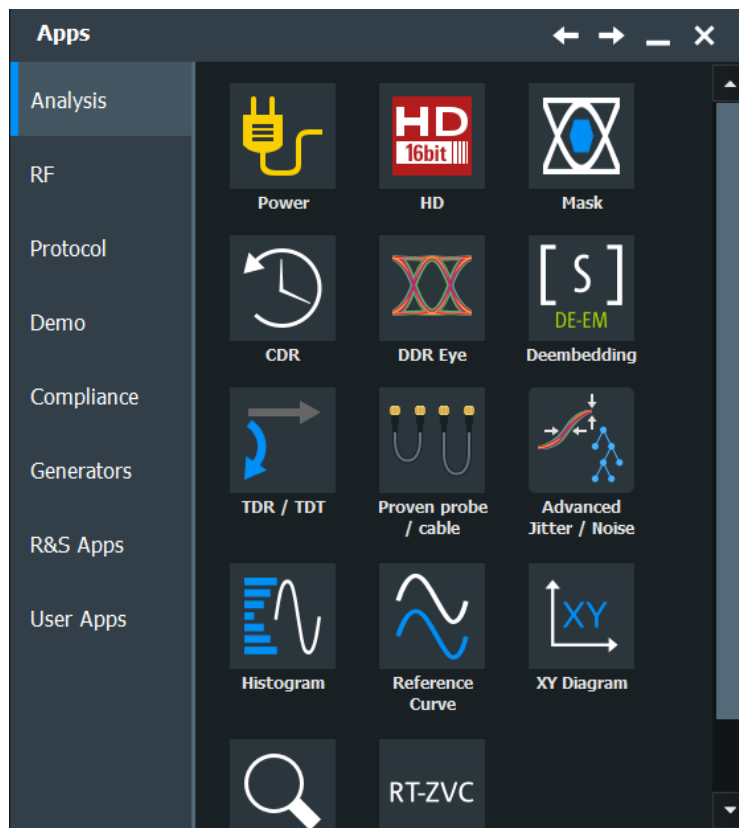 Apps
Analysis
RF
Protocol
Demo
Compliance
Generators
R&S Apps
User Apps
Power
HD
16bit
HD
Mask
CDR
DDR Eye
[ S ]
DE-EM
Deembedding
TDR / TDT
Proven probe
/ cable
Advanced
Jitter / Noise
Histogram
Reference
Curve
XY
XY Diagram
RT-ZVC